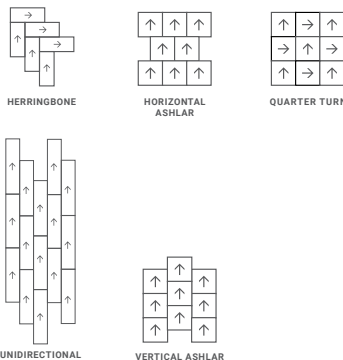 HERRINGBONE
HORIZONTAL
ASHLAR
QUARTER TURN
UNIDIRECTIONAL
VERTICAL ASHLAR